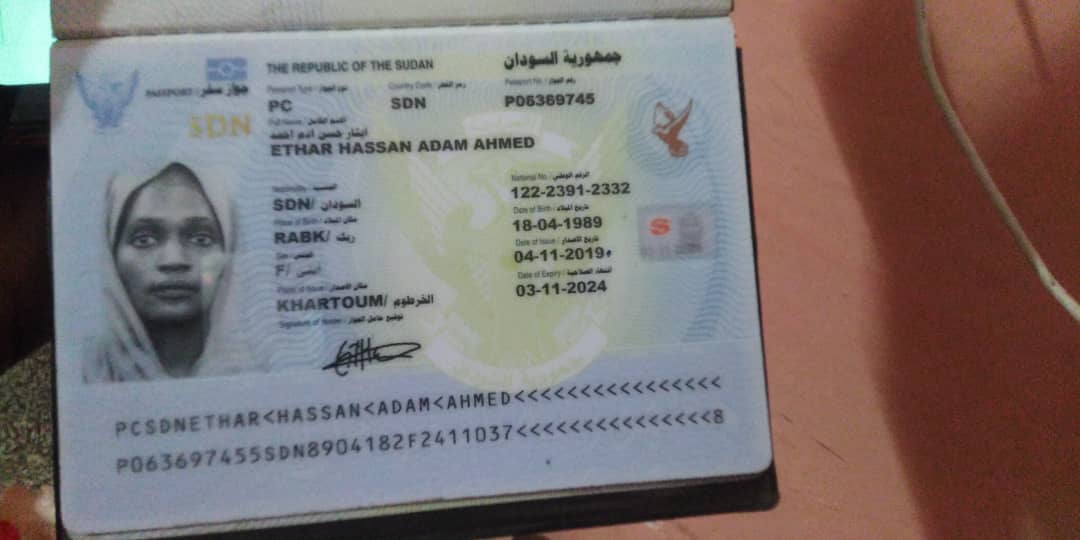 THE REPUBLIC OF THE SUDAN
جمهورية السودان
PASSPORT / جواز سفر
SDN
Passport Type / نوع الجواز
Country Code / رمز القطر
Passport No. / رقم الجواز
PC
SDN
P06369745
Full Name / الاسم الكامل
ايثار حسن ادم احمد
ETHAR HASSAN ADAM AHMED
Nationality / الجنسية
SDN/ السودان
National No. / الرقم الوطني
122-2391-2332
Place of Birth / مكان الميلاد
RABK/ ربك
Date of Birth / تاريخ الميلاد
18-04-1989
Sex / الجنس
F/ انثى
Date of Issue / تاريخ الأصدار
04-11-2019
Place of Issue / مكان الأصدار
KHARTOUM/ الخرطوم
Date of Expiry / انتهاء الصلاحية
03-11-2024
Signature of / توقيع حامل الجواز
PCSDNETHAR<HASSAN<ADAM<AHMED<<<<<<<<<<<<<<<<
P063697455SDN8904182F2411037<<<<<<<<<<<<<<<8